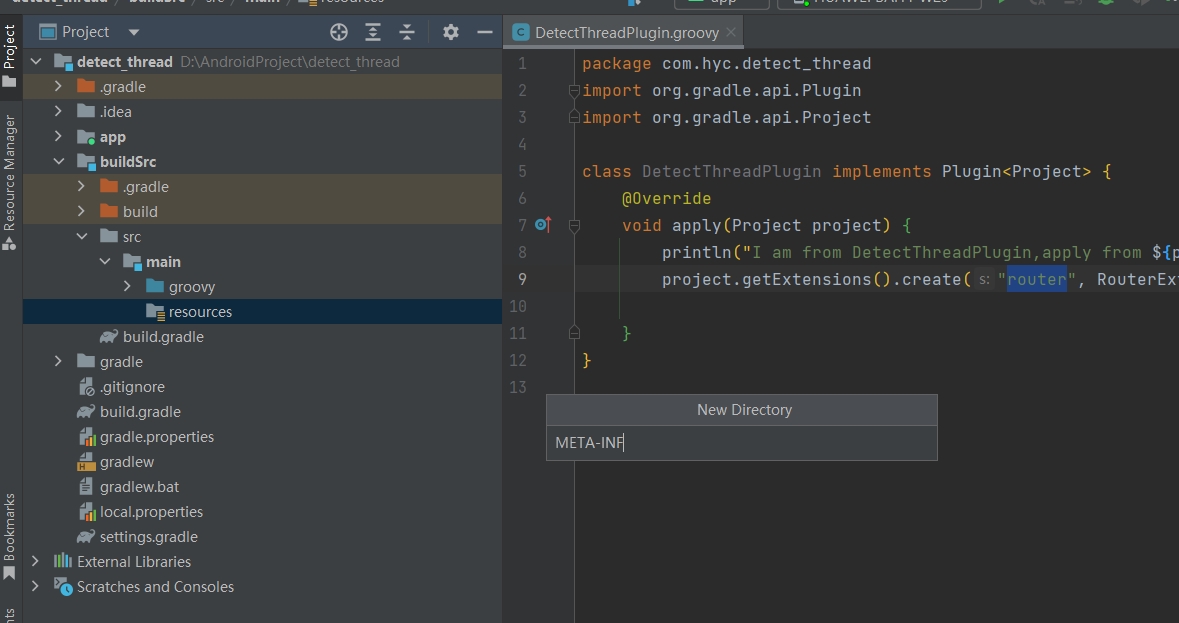 detect_thread buildSrc src main resources
app
Project
DetectThreadPlugin.groovy
Project
Resource Manager
Bookmarks
detect_thread D:\AndroidProject\detect_thread
.gradle
.idea
app
buildSrc
.gradle
build
src
main
groovy
resources
build.gradle
gradle
.gitignore
build.gradle
gradle.properties
gradlew
gradlew.bat
local.properties
settings.gradle
External Libraries
Scratches and Consoles
1 package com.hyc.detect_thread
2 import org.gradle.api.Plugin
3 import org.gradle.api.Project
4
5 class DetectThreadPlugin implements Plugin<Project> {
6 @Override
7 void apply(Project project) {
8 println("I am from DetectThreadPlugin,apply from ${p
9 project.getExtensions().create( s: "router", RouterExt
10
11 }
12 }
13
New Directory
META-INF